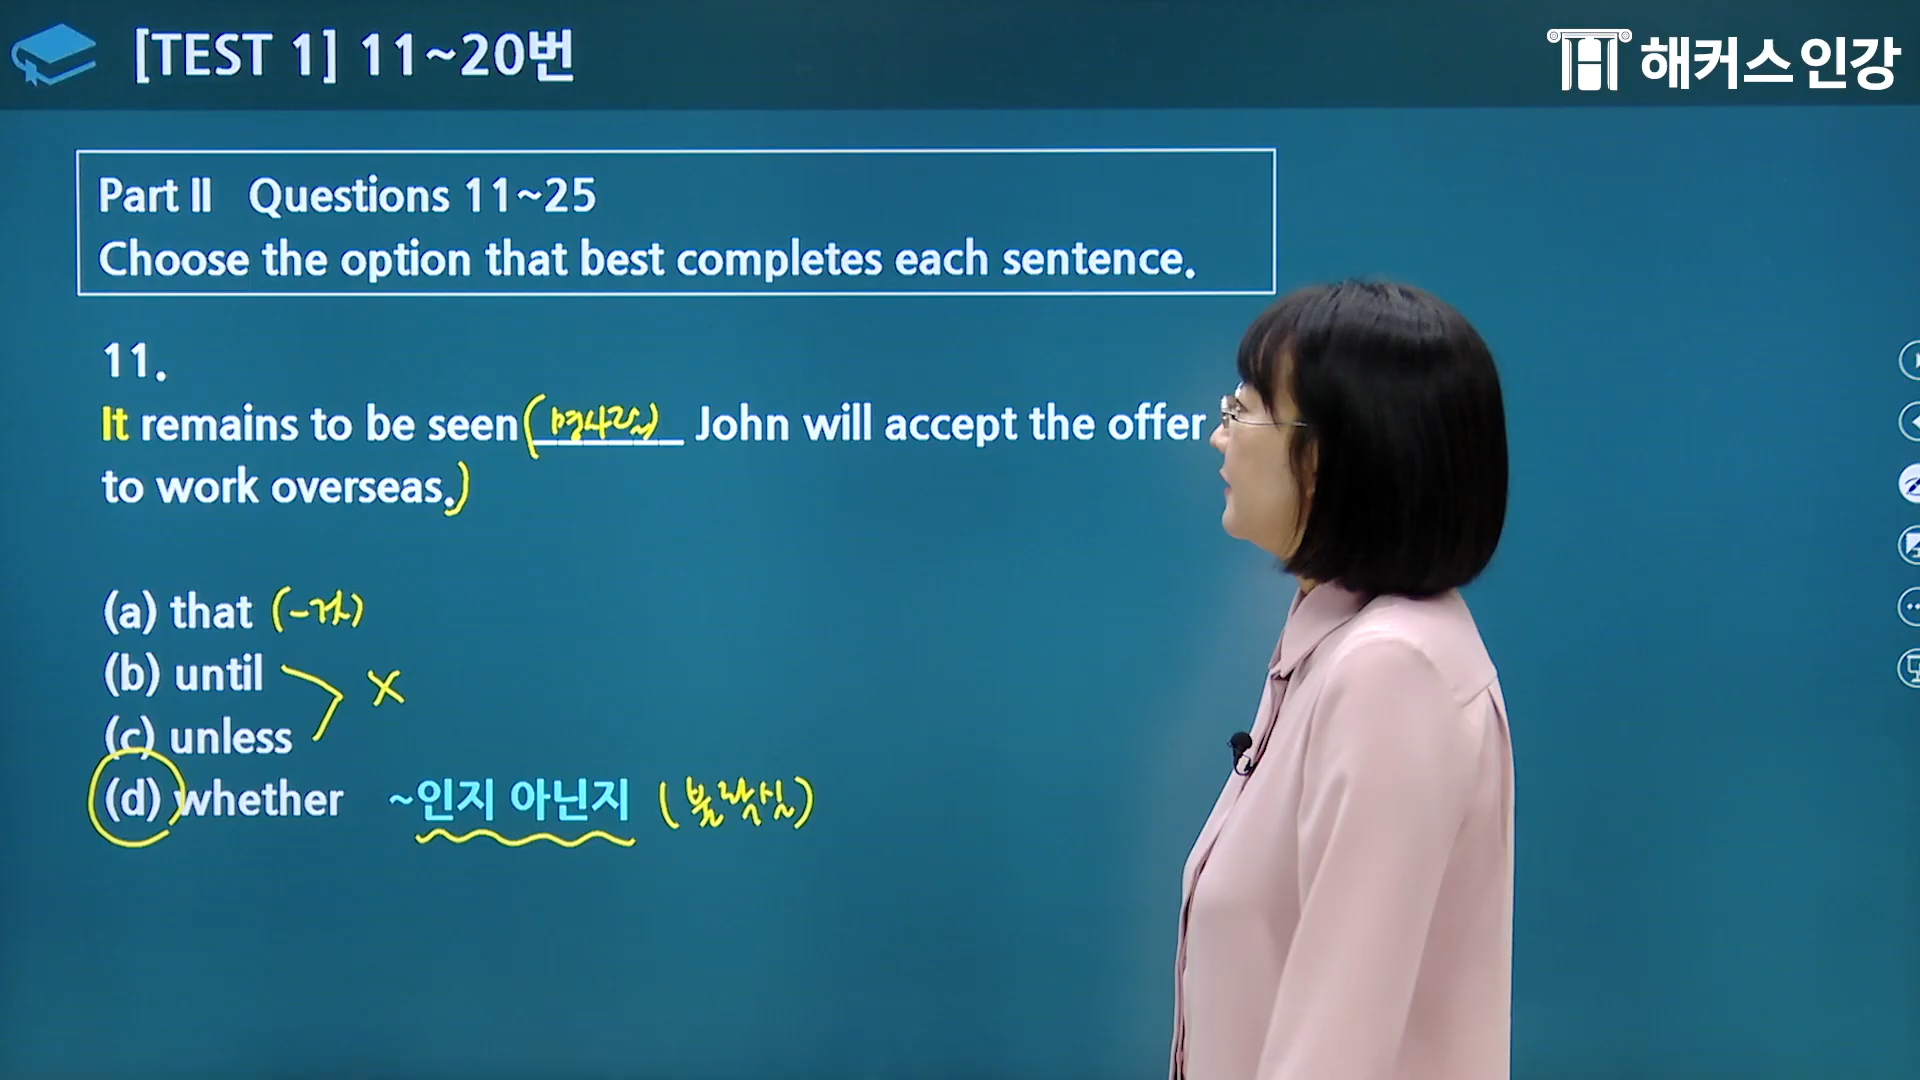 [TEST 1] 11~20번
해커스인강
Part II Questions 11~25
Choose the option that best completes each sentence.
11.
It remains to be seen (명사절) ______ John will accept the offer
to work overseas.)
(a) that (-것)
(b) until
(c) unless
X
(d) whether ~인지 아닌지 (불확실)